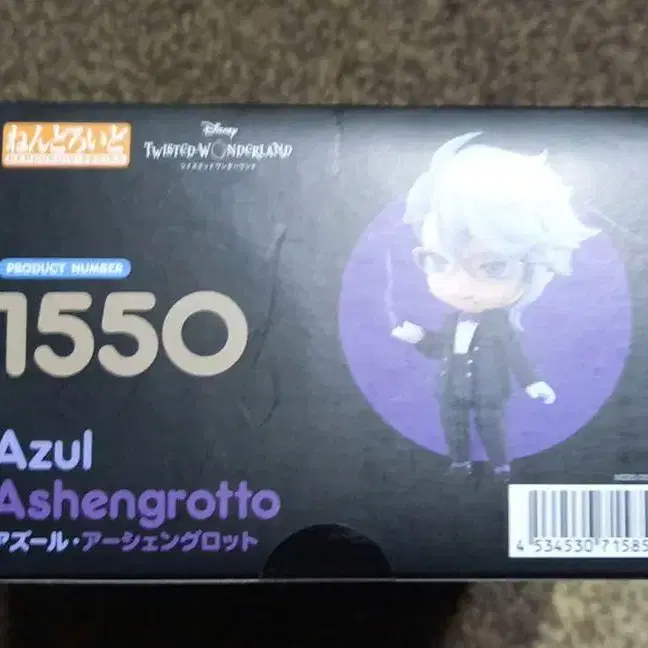 ねんどろいど
NENDOROID SERIES
Disney
TWISTED-WONDERLAND
ツイステッドワンダーランド
PRODUCT NUMBER
1550
Azul
Ashengrotto
アズール・アーシェングロット
4 534530 71585